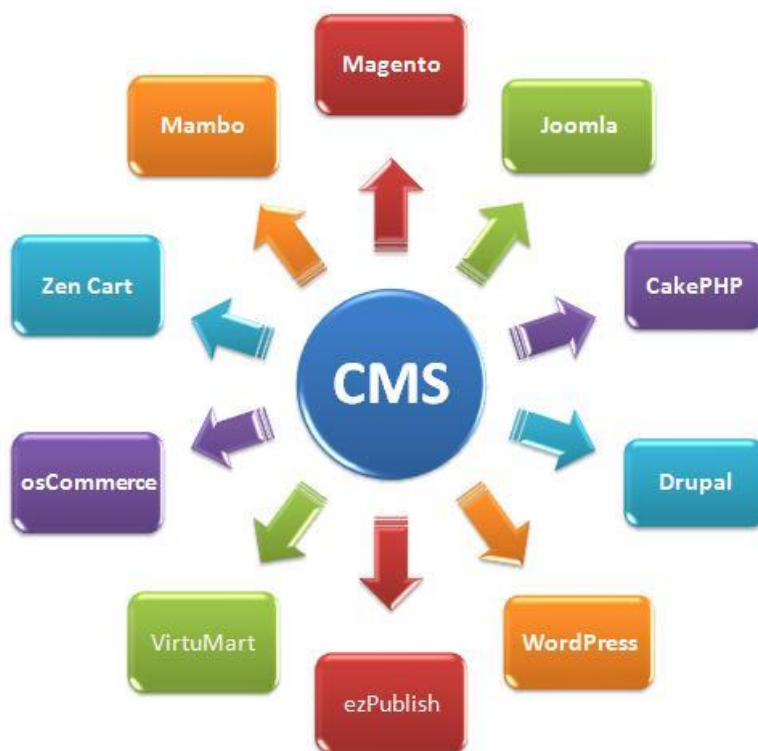 Magento
Mambo
Joomla
Zen Cart
CakePHP
CMS
osCommerce
Drupal
VirtuMart
WordPress
ezPublish